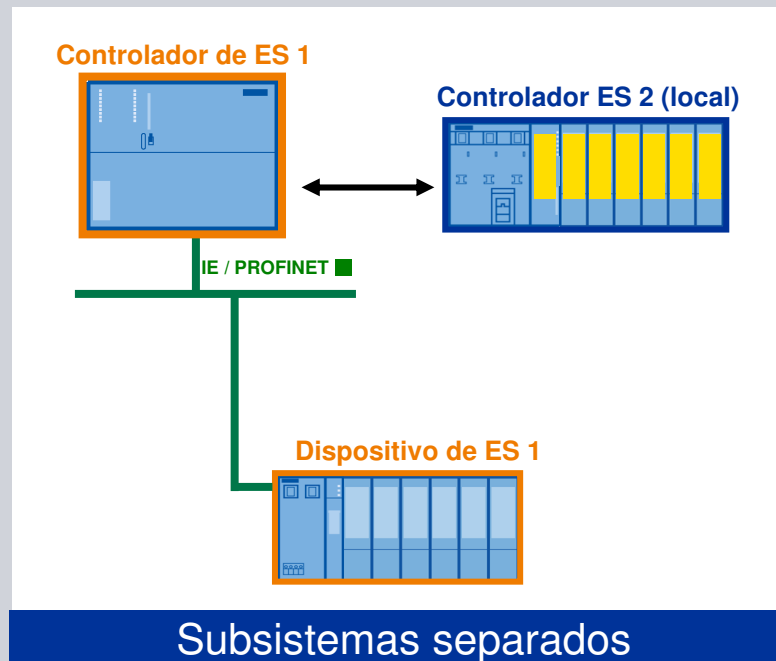 Controlador de ES 1
Controlador ES 2 (local)
IE / PROFINET
Dispositivo de ES 1
Subsistemas separados